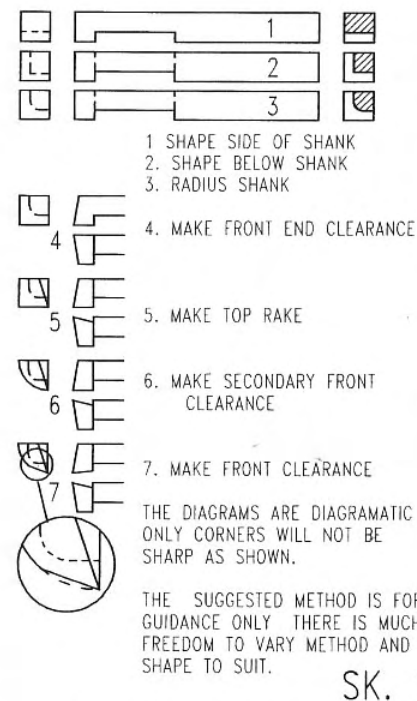 1
2
3
1 SHAPE SIDE OF SHANK
2. SHAPE BELOW SHANK
3. RADIUS SHANK
4
4. MAKE FRONT END CLEARANCE
5
5. MAKE TOP RAKE
6
6. MAKE SECONDARY FRONT
CLEARANCE
7
7. MAKE FRONT CLEARANCE
THE DIAGRAMS ARE DIAGRAMATIC
ONLY CORNERS WILL NOT BE
SHARP AS SHOWN.
THE SUGGESTED METHOD IS FOR
GUIDANCE ONLY THERE IS MUCH
FREEDOM TO VARY METHOD AND
SHAPE TO SUIT.
SK.